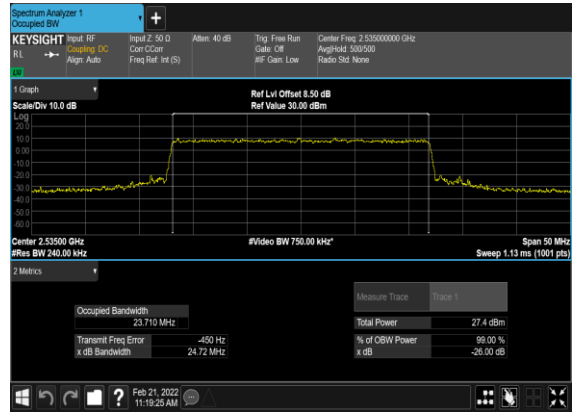 Spectrum Analyzer 1
Occupied BW
+
KEYSIGHT Input: RF Input Z: 50 Ω Atten: 40 dB Trig: Free Run Center Freq: 2.535000000 GHz
RL Coupling: DC Corr CCorr Gate: Off Avg|Hold: 500/500
Align: Auto Freq Ref: Int (S) #IF Gain: Low Radio Std: None
LW
1 Graph
Ref Lvl Offset 8.50 dB
Scale/Div 10.0 dB Ref Value 30.00 dBm
Log
20.0
10.0
0.00
-10.0
-20.0
-30.0
-40.0
-50.0
-60.0
Center 2.53500 GHz #Video BW 750.00 kHz* Span 50 MHz
#Res BW 240.00 kHz Sweep 1.13 ms (1001 pts)
2 Metrics
Measure Trace Trace 1
Occupied Bandwidth
23.710 MHz Total Power 27.4 dBm
Transmit Freq Error -450 Hz % of OBW Power 99.00 %
x dB Bandwidth 24.72 MHz x dB -26.00 dB
? Feb 21, 2022
11:19:25 AM